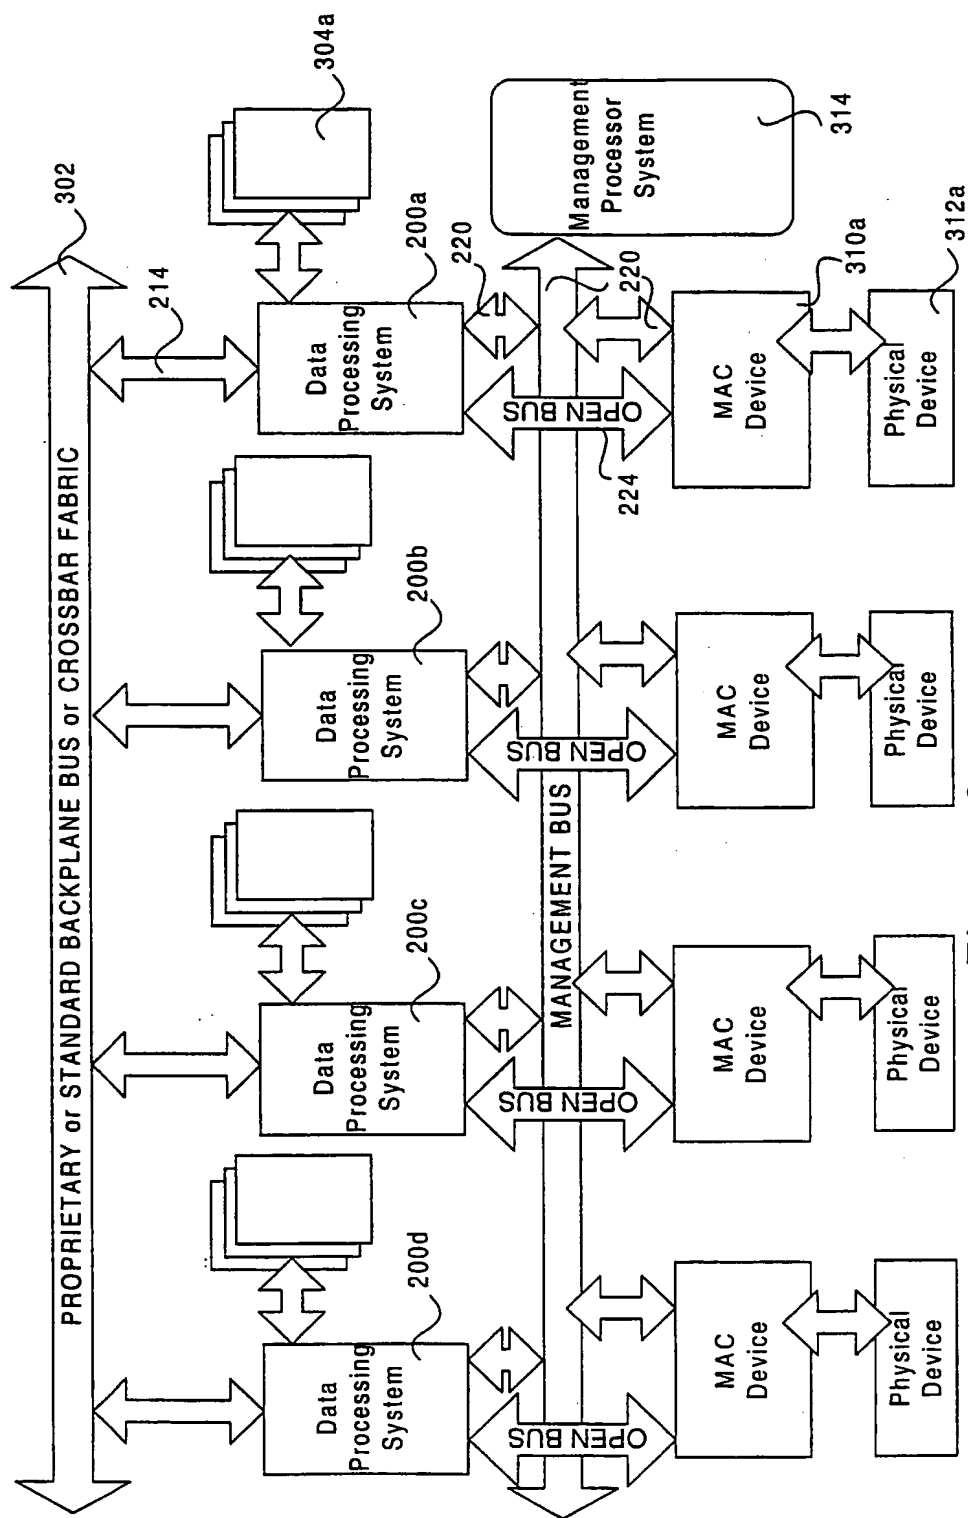 PROPRIETARY or STANDARD BACKPLANE BUS or CROSSBAR FABRIC
302
214
304a
Data
Processing
System
200d
Data
Processing
System
200c
Data
Processing
System
200b
Data
Processing
System
200a
220
OPEN BUS
OPEN BUS
OPEN BUS
OPEN BUS
MANAGEMENT BUS
224
220
Management
Processor
System
314
MAC
Device
MAC
Device
MAC
Device
MAC
Device
310a
Physical
Device
Physical
Device
Physical
Device
Physical
Device
312a